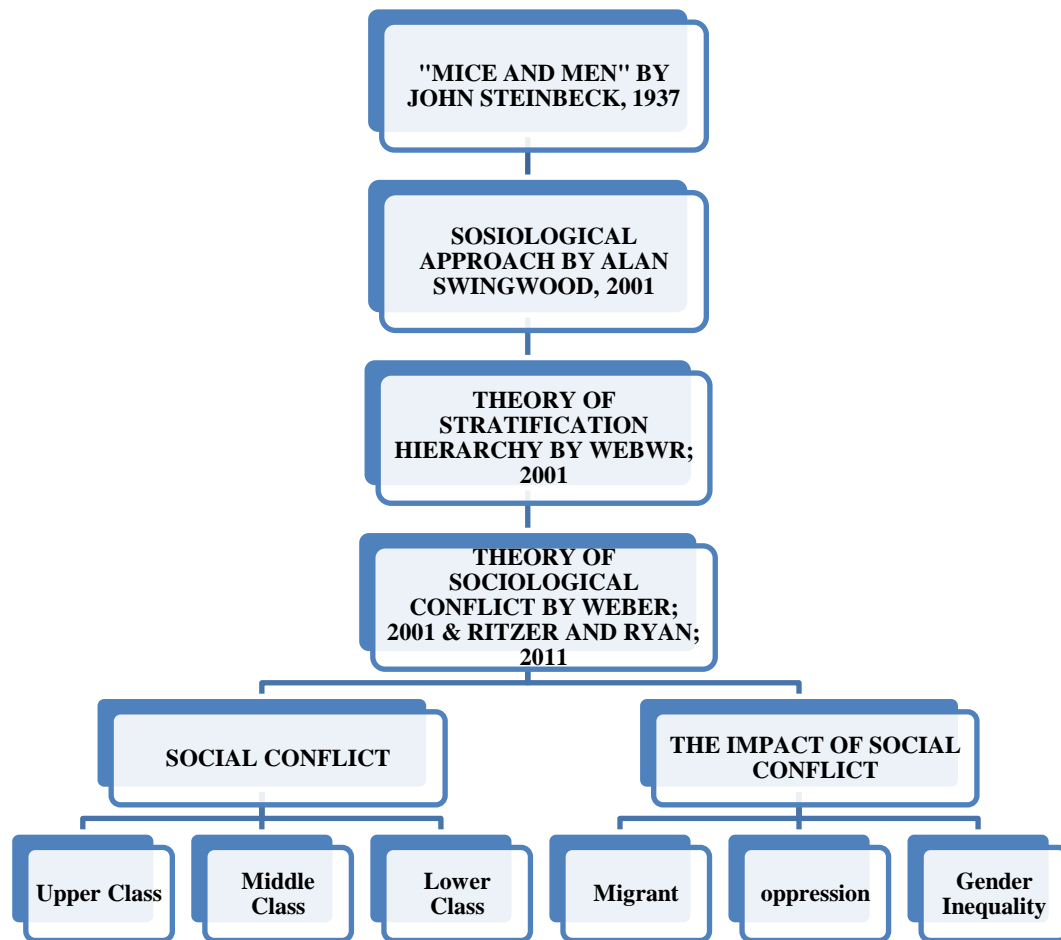 "MICE AND MEN" BY
JOHN STEINBECK, 1937
SOSIOLOGICAL
APPROACH BY ALAN
SWINGWOOD, 2001
THEORY OF
STRATIFICATION
HIERARCHY BY WEBWR;
2001
THEORY OF
SOCIOLOGICAL
CONFLICT BY WEBER;
2001 & RITZER AND RYAN;
2011
SOCIAL CONFLICT
THE IMPACT OF SOCIAL
CONFLICT
Upper Class
Middle
Class
Lower
Class
Migrant
oppression
Gender
Inequality